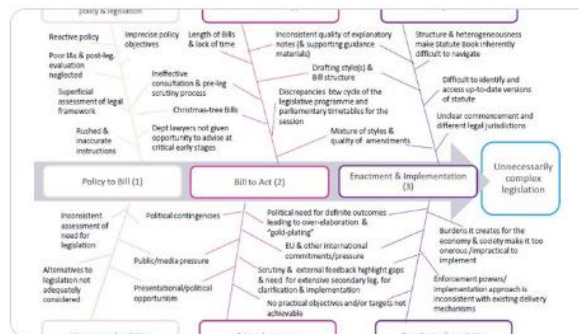 policy & legislation
Reactive policy
Imprecise policy
objectives
Poor IAs & post-leg.
evaluation
neglected
Superficial
assessment of legal
framework
Ineffective
consultation & pre-leg
scrutiny process
Rushed &
inaccurate
instructions
Length of Bills
& lack of time
Christmas-tree Bills
Dept lawyers not given
opportunity to advise at
critical early stages
Inconsistent quality of explanatory
notes (& supporting guidance
materials)
Drafting style(s) &
Bill structure
Discrepancies btw cycle of
the legislative programme and
parliamentary timetables for the
session
Mixture of styles &
quality of amendments
Structure & heterogeneousness
make Statute Book inherently
difficult to navigate
Difficult to identify and
access up-to-date versions
of statute
Unclear commencement and
different legal jurisdictions
Policy to Bill (1)
Bill to Act (2)
Enactment & Implementation
(3)
Unnecessarily
complex
legislation
Inconsistent
assessment of
need for
legislation
Alternatives to
legislation not
adequately
considered
Political contingencies
Public/media pressure
Presentational/political
opportunism
Political need for definite outcomes
leading to over-elaboration &
"gold-plating"
EU & other international
commitments/pressure
Scrutiny & external feedback highlight gaps
& need for extensive secondary leg. for
clarification & implementation
No practical objectives and/or targets not
achievable
Burdens it creates for the
economy & society make it too
onerous /impractical to
implement
Enforcement powers/
implementation approach is
inconsistent with existing delivery
mechanisms